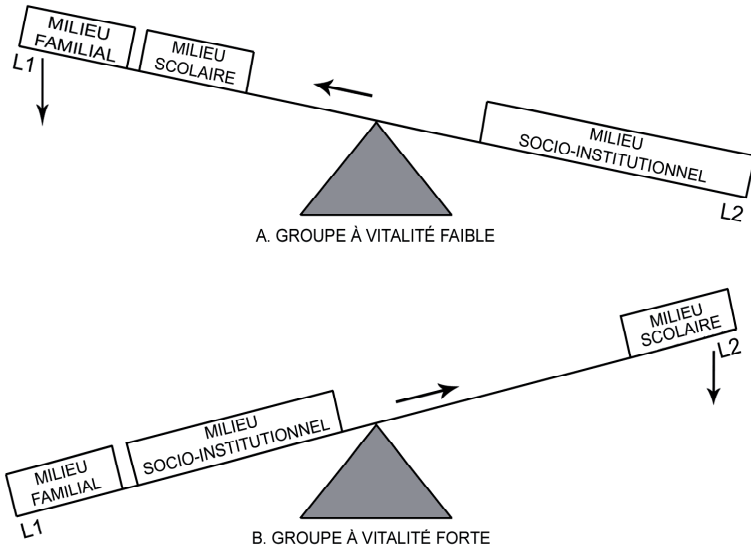 MILIEU
FAMILIAL
MILIEU
SCOLAIRE
L1
MILIEU
SOCIO-INSTITUTIONNEL
L2
A. GROUPE À VITALITÉ FAIBLE
MILIEU
SCOLAIRE
L2
MILIEU
SOCIO-INSTITUTIONNEL
MILIEU
FAMILIAL
L1
B. GROUPE À VITALITÉ FORTE